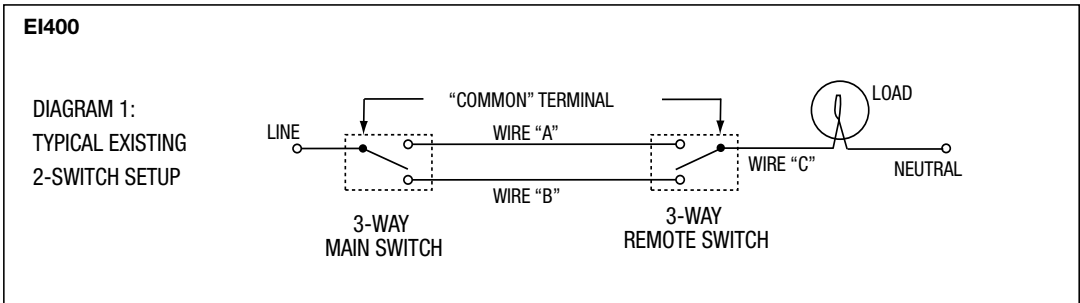 EI400
DIAGRAM 1:
TYPICAL EXISTING
2-SWITCH SETUP
“COMMON” TERMINAL
LOAD
LINE
WIRE “A”
WIRE “C”
NEUTRAL
WIRE “B”
3-WAY
MAIN SWITCH
3-WAY
REMOTE SWITCH